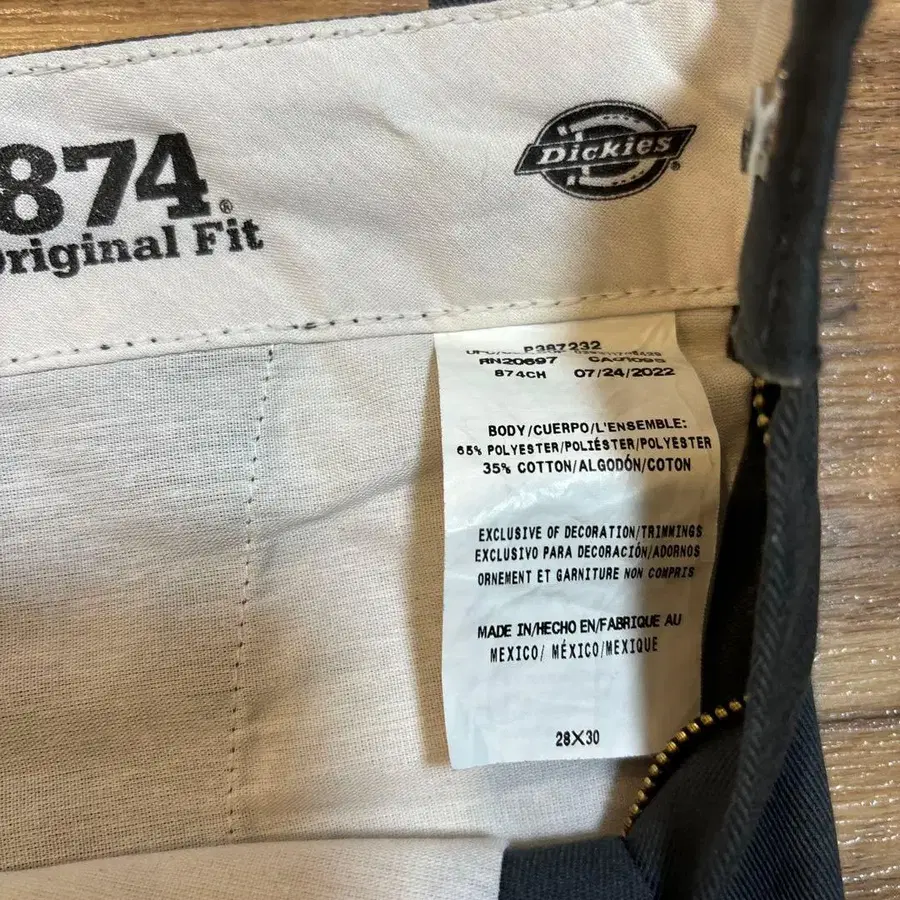 874®
Original Fit
Dickies®
P387232
RN20697 CA01095
874CH 07/24/2022
BODY/CUERPO/L'ENSEMBLE:
65% POLYESTER/POLIÉSTER/POLYESTER
35% COTTON/ALGODÓN/COTON
EXCLUSIVE OF DECORATION/TRIMMINGS
EXCLUSIVO PARA DECORACIÓN/ADORNOS
ORNEMENT ET GARNITURE NON COMPRIS
MADE IN/HECHO EN/FABRIQUE AU
MEXICO/ MÉXICO/MEXIQUE
28X30